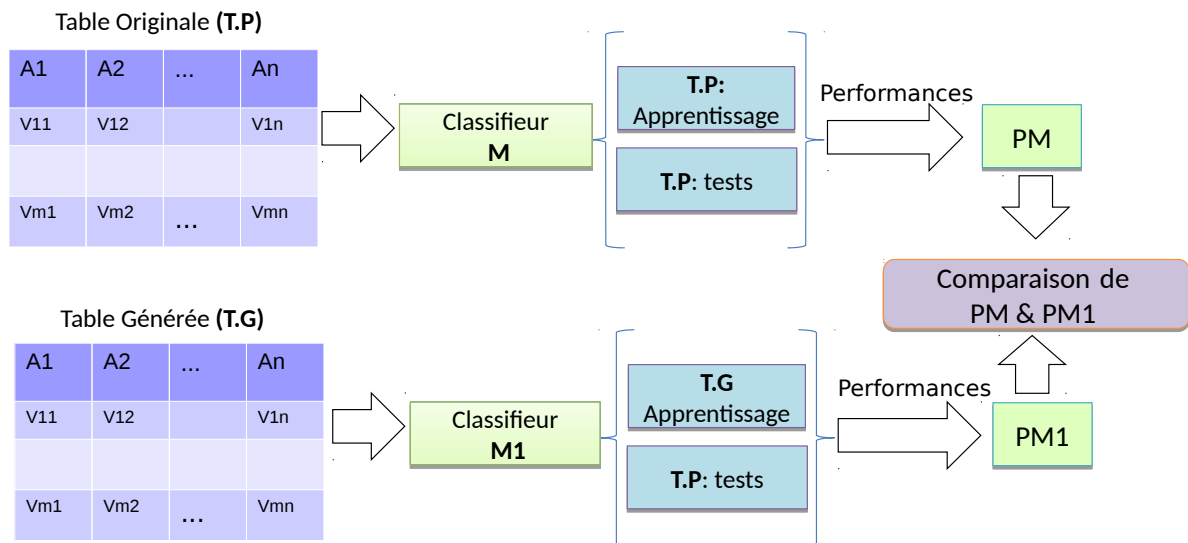 Table Originale (T.P)
A1 A2 ... An
V11 V12 V1n
Vm1 Vm2 ... Vmn
Classifieur
M
T.P:
Apprentissage
T.P: tests
Performances
PM
Comparaison de
PM & PM1
Table Générée (T.G)
A1 A2 ... An
V11 V12 V1n
Vm1 Vm2 ... Vmn
Classifieur
M1
T.G
Apprentissage
T.P: tests
Performances
PM1